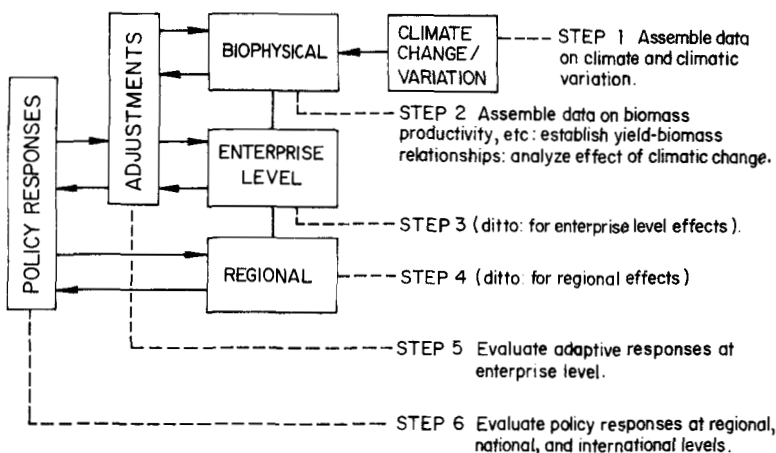 POLICY RESPONSES
ADJUSTMENTS
BIOPHYSICAL
CLIMATE
CHANGE/
VARIATION
STEP 1 Assemble data
on climate and climatic
variation.
STEP 2 Assemble data on biomass
productivity, etc: establish yield-biomass
relationships: analyze effect of climatic change.
ENTERPRISE
LEVEL
STEP 3 (ditto: for enterprise level effects).
REGIONAL
STEP 4 (ditto: for regional effects)
STEP 5 Evaluate adaptive responses at
enterprise level.
STEP 6 Evaluate policy responses at regional,
national, and international levels.